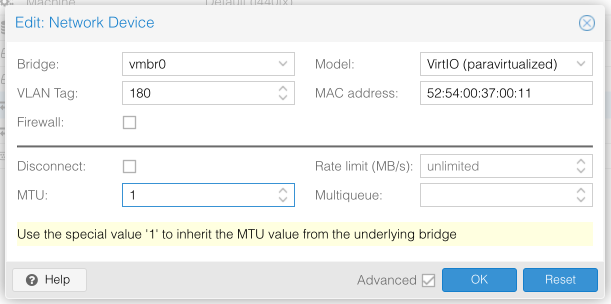 Machine Default (i440fx)
Edit: Network Device
Bridge: vmbr0 Model: VirtIO (paravirtualized)
VLAN Tag: 180 MAC address: 52:54:00:37:00:11
Firewall:
Disconnect: Rate limit (MB/s): unlimited
MTU: 1 Multiqueue:
Use the special value '1' to inherit the MTU value from the underlying bridge
? Help Advanced OK Reset